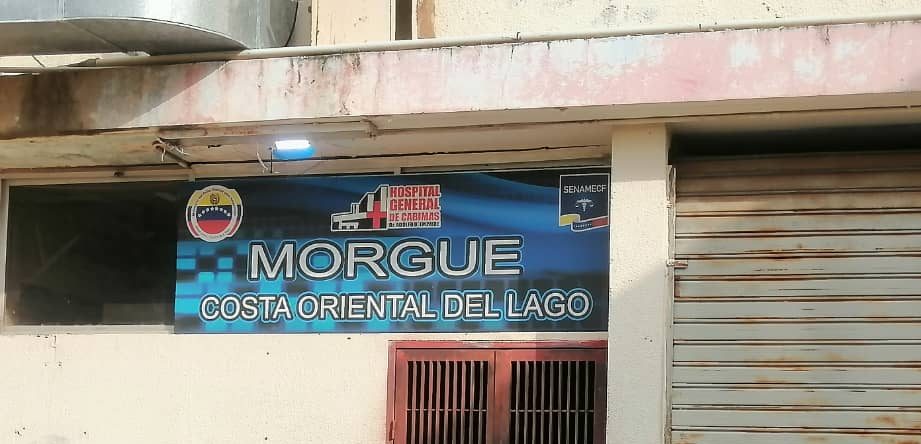 HOSPITAL
GENERAL
DE CABIMAS
SENAMECF
MORGUE
COSTA ORIENTAL DEL LAGO